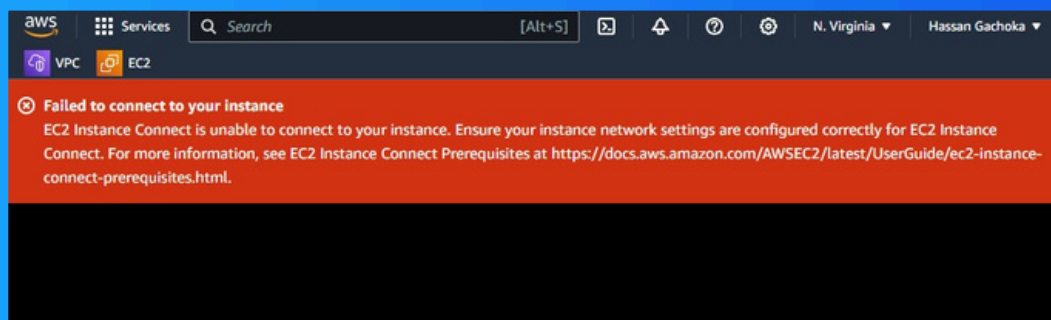 aws Services Search [Alt+S] N. Virginia Hassan Gachoka
VPC EC2
Failed to connect to your instance
EC2 Instance Connect is unable to connect to your instance. Ensure your instance network settings are configured correctly for EC2 Instance
Connect. For more information, see EC2 Instance Connect Prerequisites at https://docs.aws.amazon.com/AWSEC2/latest/UserGuide/ec2-instance-
connect-prerequisites.html.